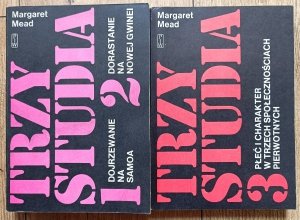 Margaret
Mead
TRZY
STUDIA
1
DOJRZEWANIE
NA
SAMOA
2
DORASTANIE
NA
NOWEJ GWINEI
Margaret
Mead
TRZY
STUDIA
3
PŁEĆ I CHARAKTER
W TRZECH SPOŁECZNOŚCIACH
PIERWOTNYCH